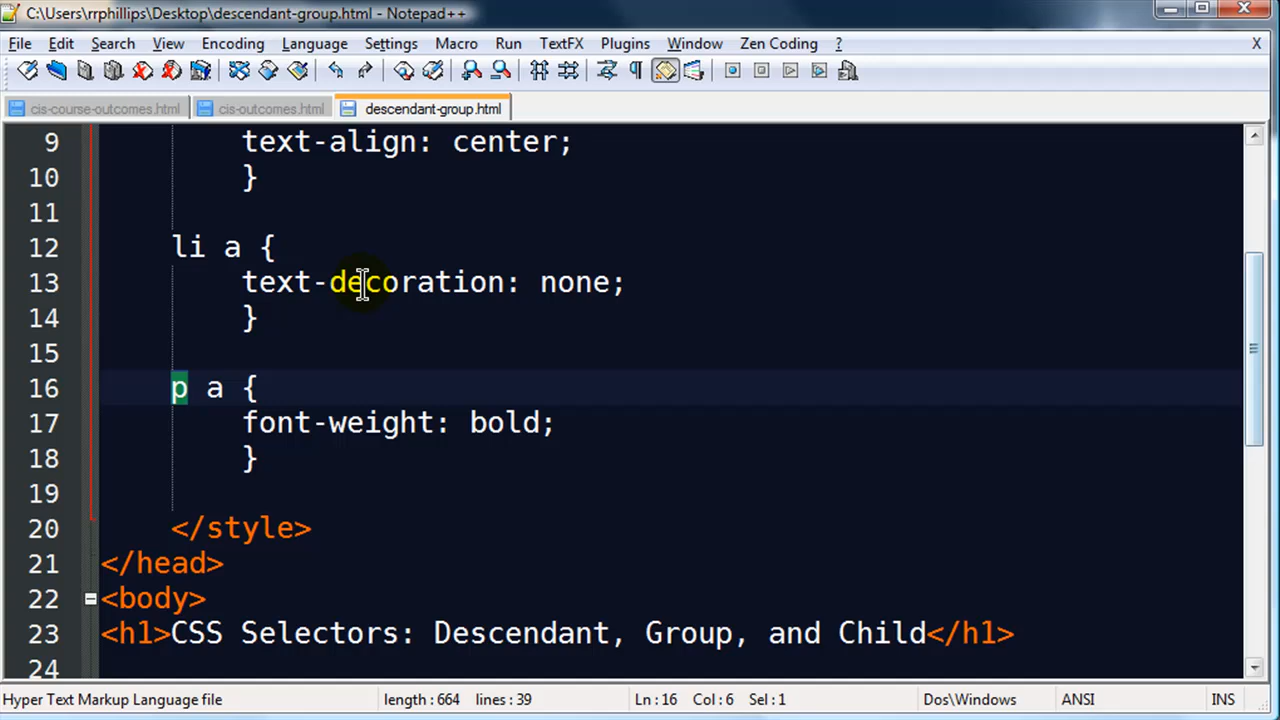 C:\Users\rrphillips\Desktop\descendant-group.html - Notepad++
File Edit Search View Encoding Language Settings Macro Run TextFX Plugins Window Zen Coding ? X
cis-course-outcomes.html cis-outcomes.html descendant-group.html
9 text-align: center;
10 }
11
12 li a {
13 text-decoration: none;
14 }
15
16 p a {
17 font-weight: bold;
18 }
19
20 </style>
21 </head>
22 <body>
23 <h1>CSS Selectors: Descendant, Group, and Child</h1>
24
Hyper Text Markup Language file length : 664 lines : 39 Ln : 16 Col : 6 Sel : 1 Dos\Windows ANSI INS